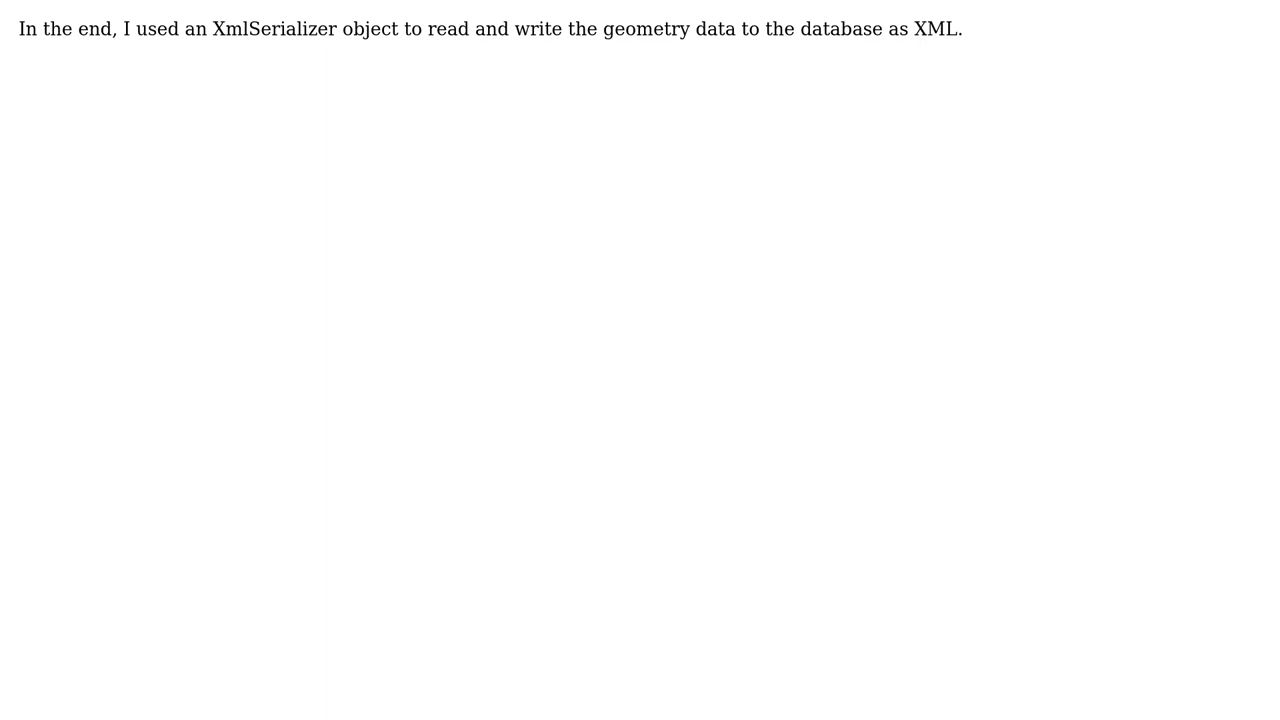 In the end, I used an XmlSerializer object to read and write the geometry data to the database as XML.